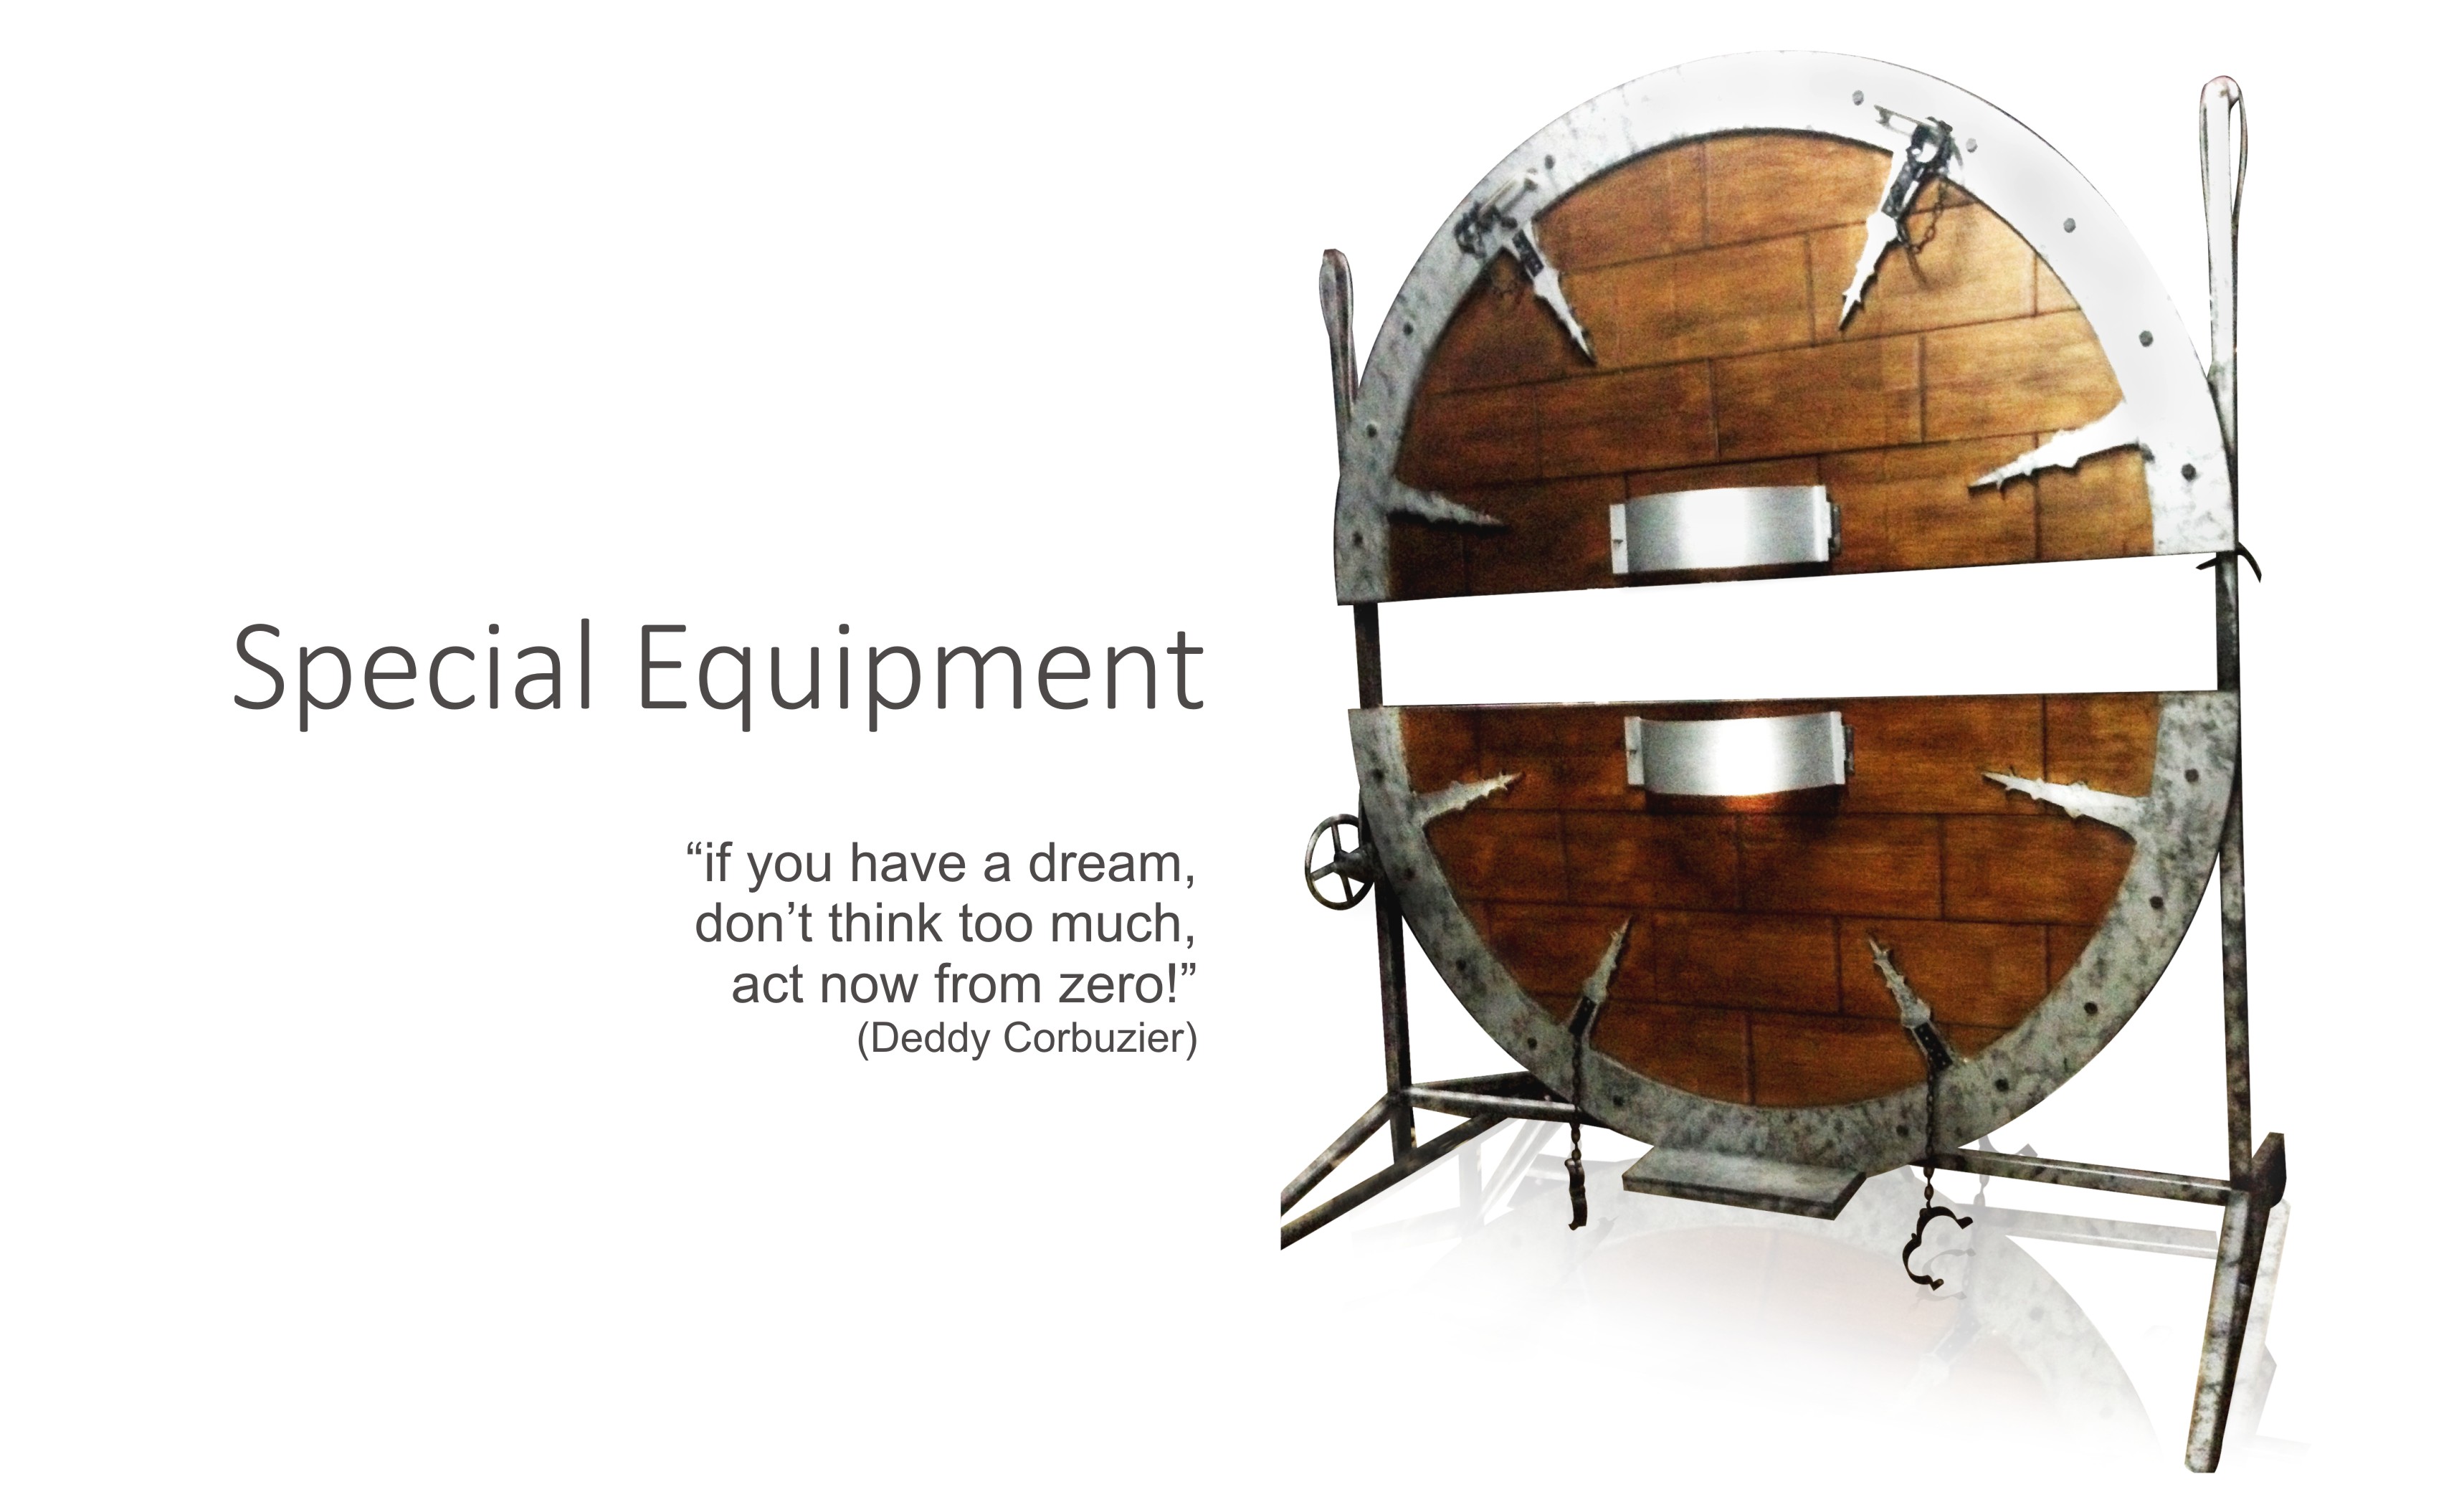 Special Equipment
“if you have a dream,
don’t think too much,
act now from zero!”
(Deddy Corbuzier)